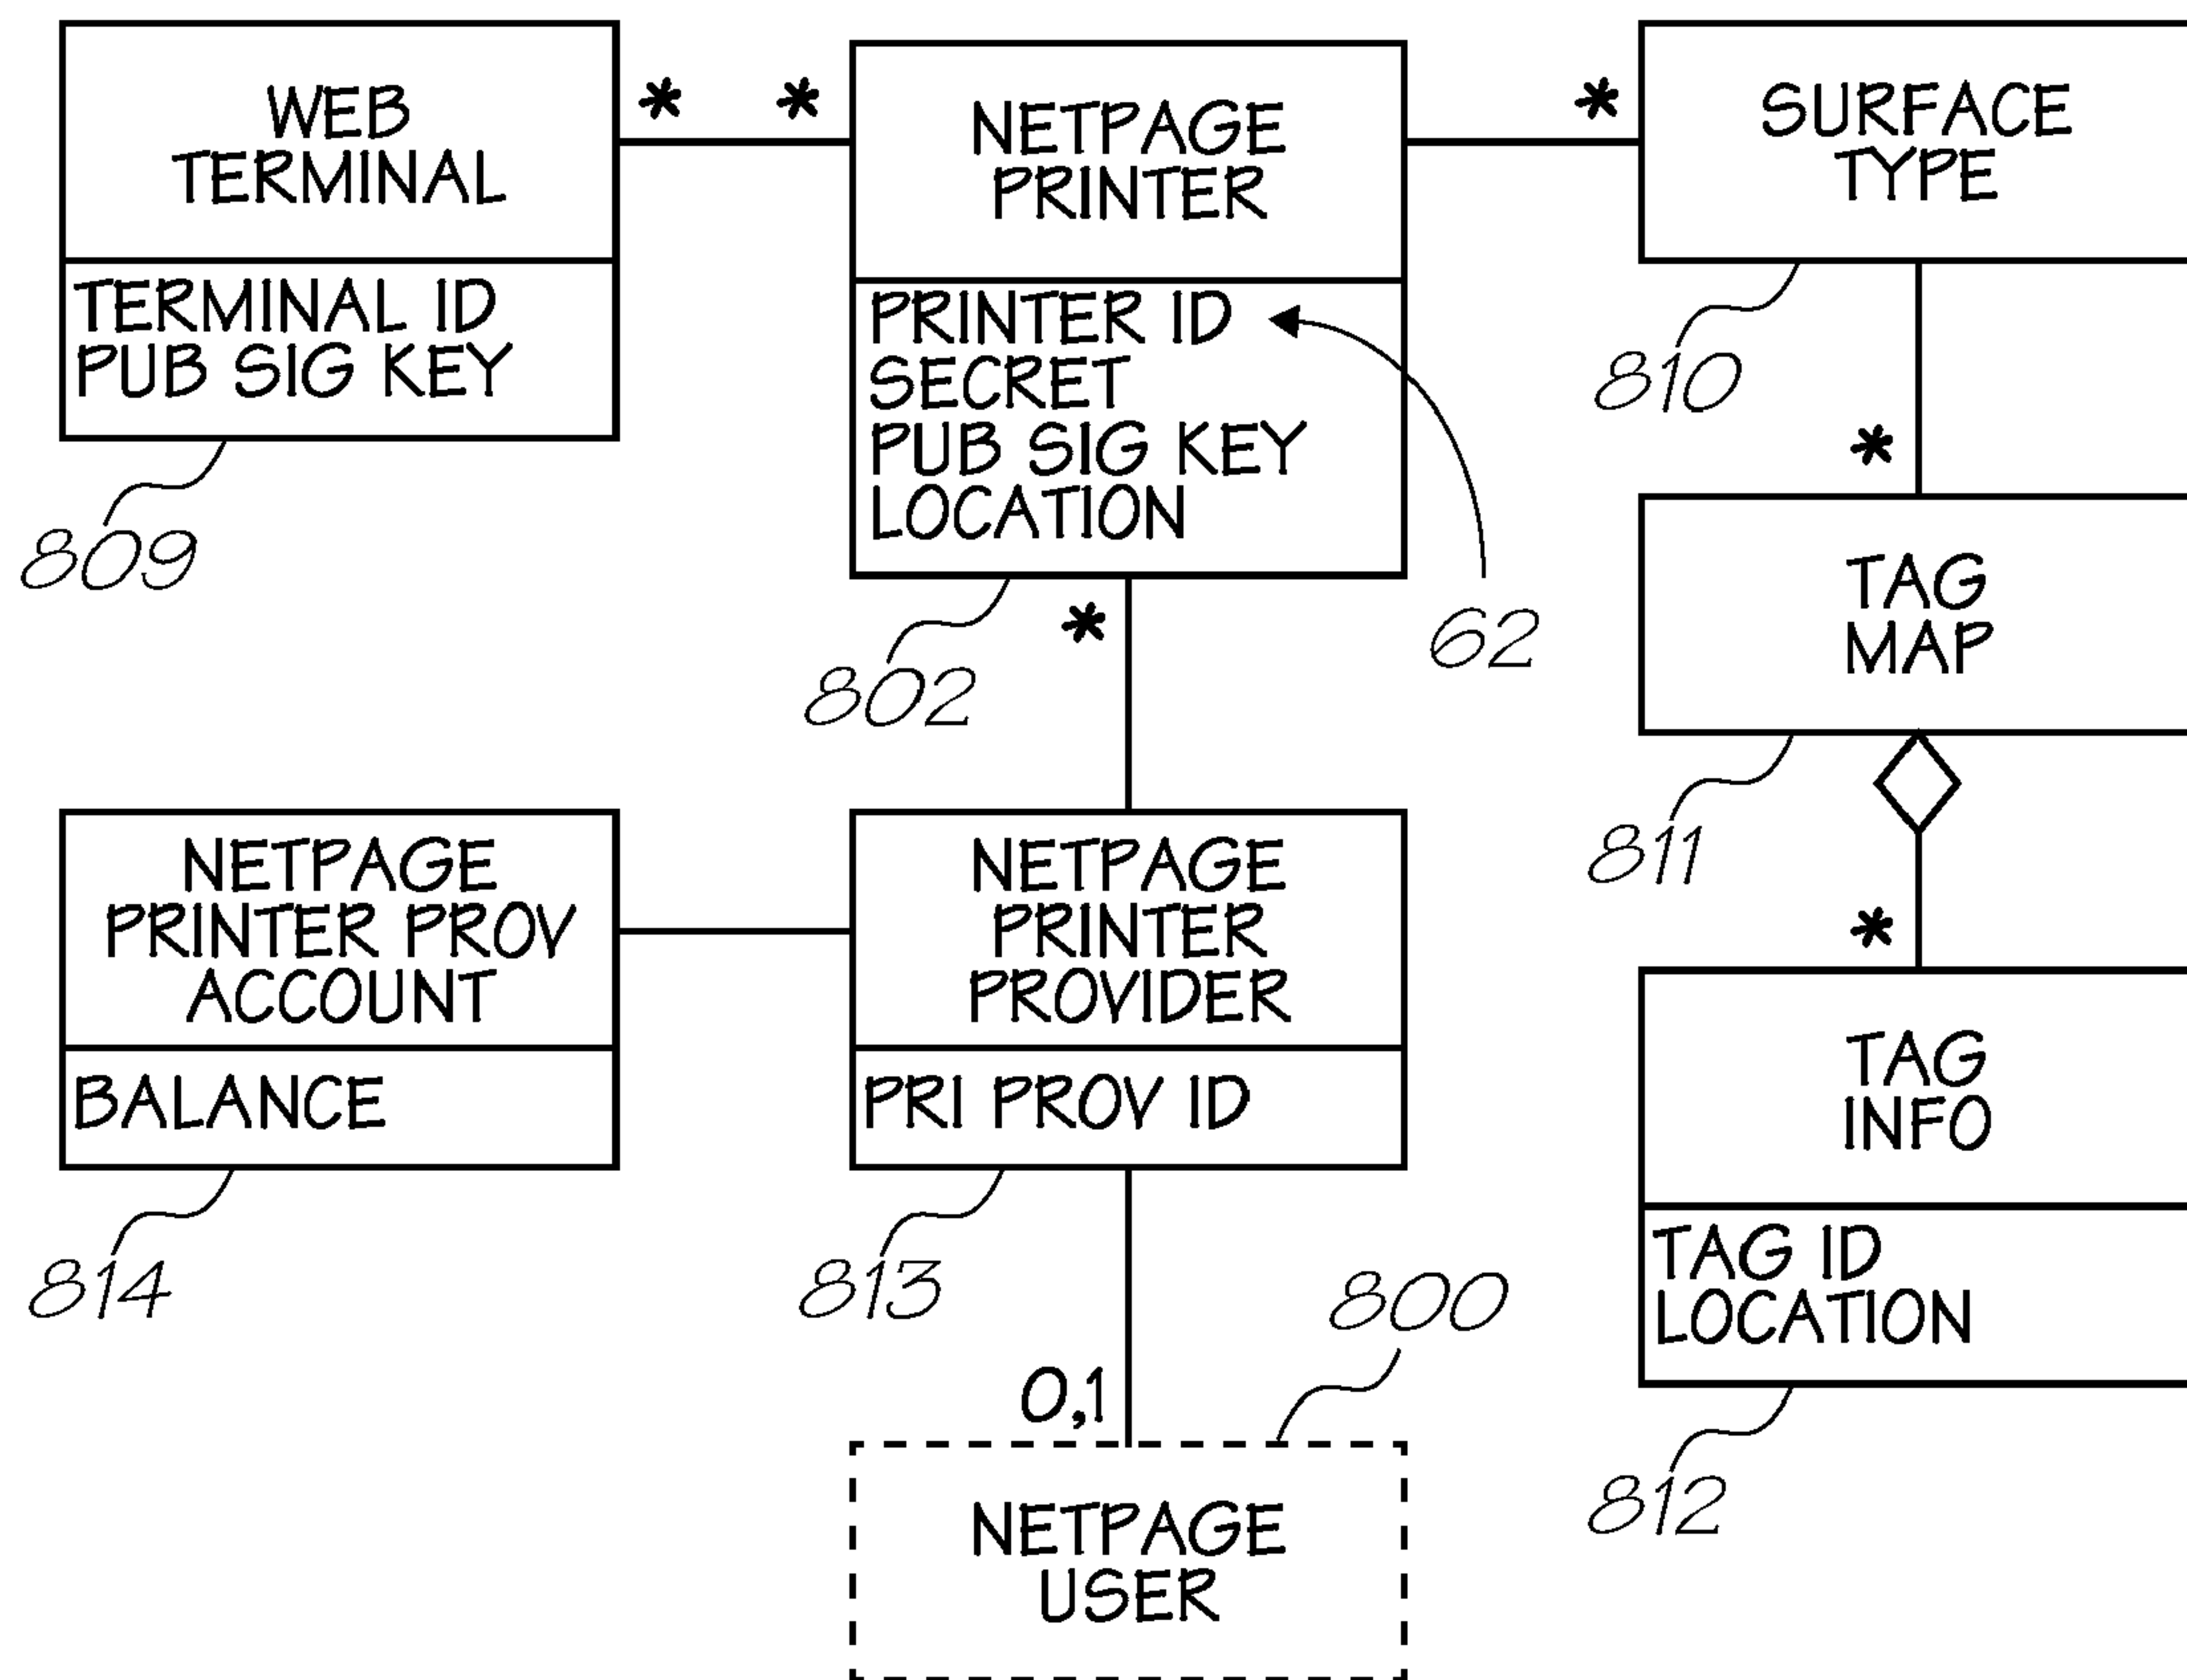 WEB
TERMINAL
TERMINAL ID
PUB SIG KEY
809
*
*
NETPAGE
PRINTER
PRINTER ID
SECRET
PUB SIG KEY
LOCATION
62
802
*
*
SURFACE
TYPE
810
*
TAG
MAP
811
*
TAG
INFO
TAG ID
LOCATION
812
NETPAGE
PRINTER PROV
ACCOUNT
BALANCE
814
NETPAGE
PRINTER
PROVIDER
PRI PROV ID
813
800
0,1
NETPAGE
USER